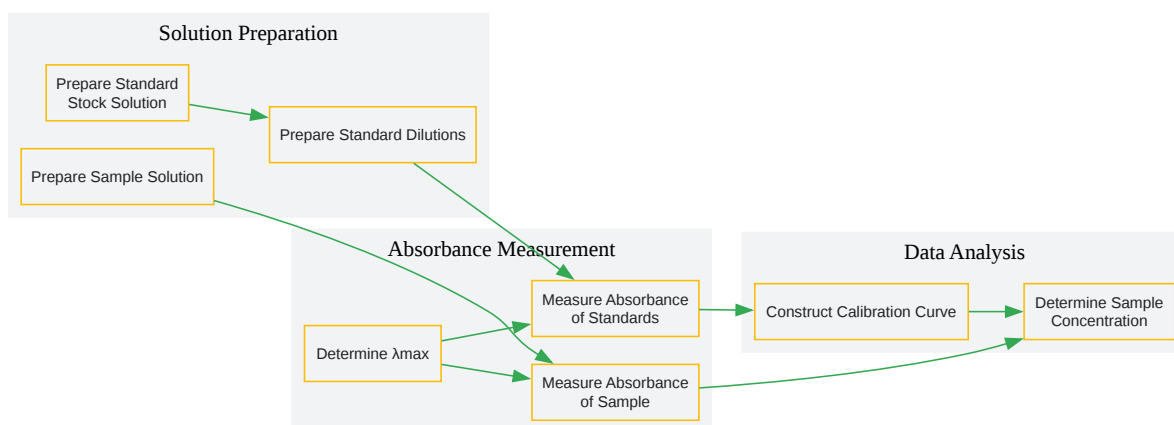 Solution Preparation
Prepare Standard
Stock Solution
Prepare Standard Dilutions
Prepare Sample Solution
Absorbance Measurement
Measure Absorbance
of Standards
Determine λmax
Measure Absorbance
of Sample
Data Analysis
Construct Calibration Curve
Determine Sample
Concentration